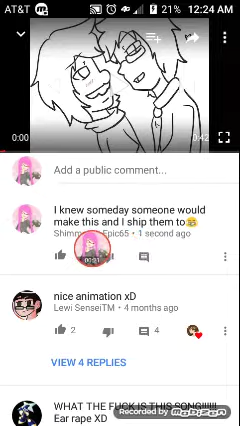 AT&T 21% 12:24 AM
0:00 0:42
Add a public comment...
I knew someday someone would
make this and I ship them to😂
Epic65 • 1 second ago
00:21
nice animation xD
Lewi SenseiTM • 4 months ago
2 4
VIEW 4 REPLIES
WHAT THE FUCK IS THIS SONG!!!!!!
Ear rape XD
Recorded by mobizen